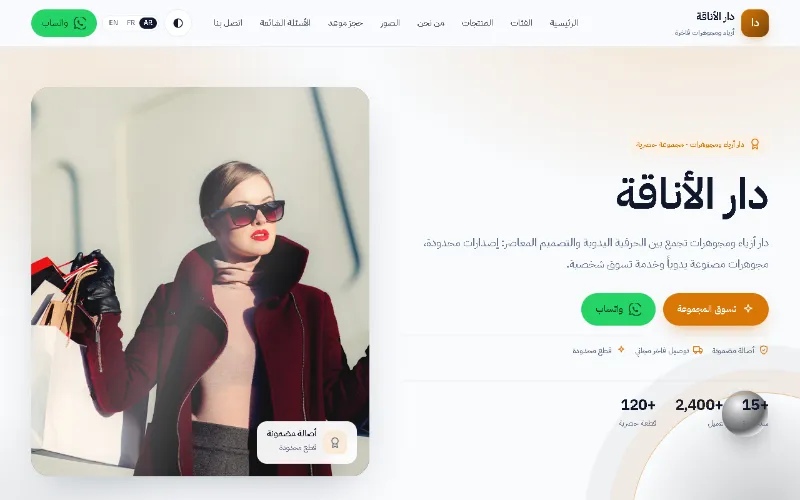 دا
دار الأناقة
أزياء ومجوهرات فاخرة
الرئيسية
الفئات
المنتجات
من نحن
الصور
حجز موعد
الأسئلة الشائعة
اتصل بنا
AR
FR
EN
واتساب
دار أزياء ومجوهرات - مجموعة حصرية
دار الأناقة
دار أزياء ومجوهرات تجمع بين الحرفية اليدوية والتصميم المعاصر: إصدارات محدودة،
مجوهرات مصنوعة يدوياً وخدمة تسوق شخصية.
تسوق المجموعة
واتساب
أصالة مضمونة
توصيل فاخر مجاني
قطع محدودة
15+
2,400+
120+
قطعة حصرية
أصالة مضمونة
قطع محدودة